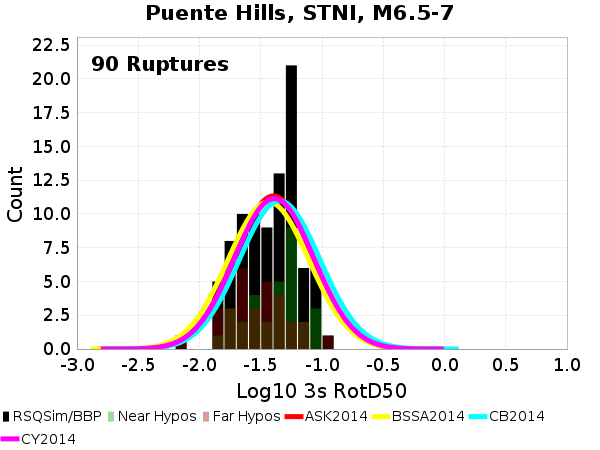 Puente Hills, STNI, M6.5-7
90 Ruptures
Count
22.5
20.0
17.5
15.0
12.5
10.0
7.5
5.0
2.5
0.0
-3.0 -2.5 -2.0 -1.5 -1.0 -0.5 0.0 0.5 1.0
Log10 3s RotD50
RSQSim/BBP Near Hypos Far Hypos ASK2014 BSSA2014 CB2014
CY2014